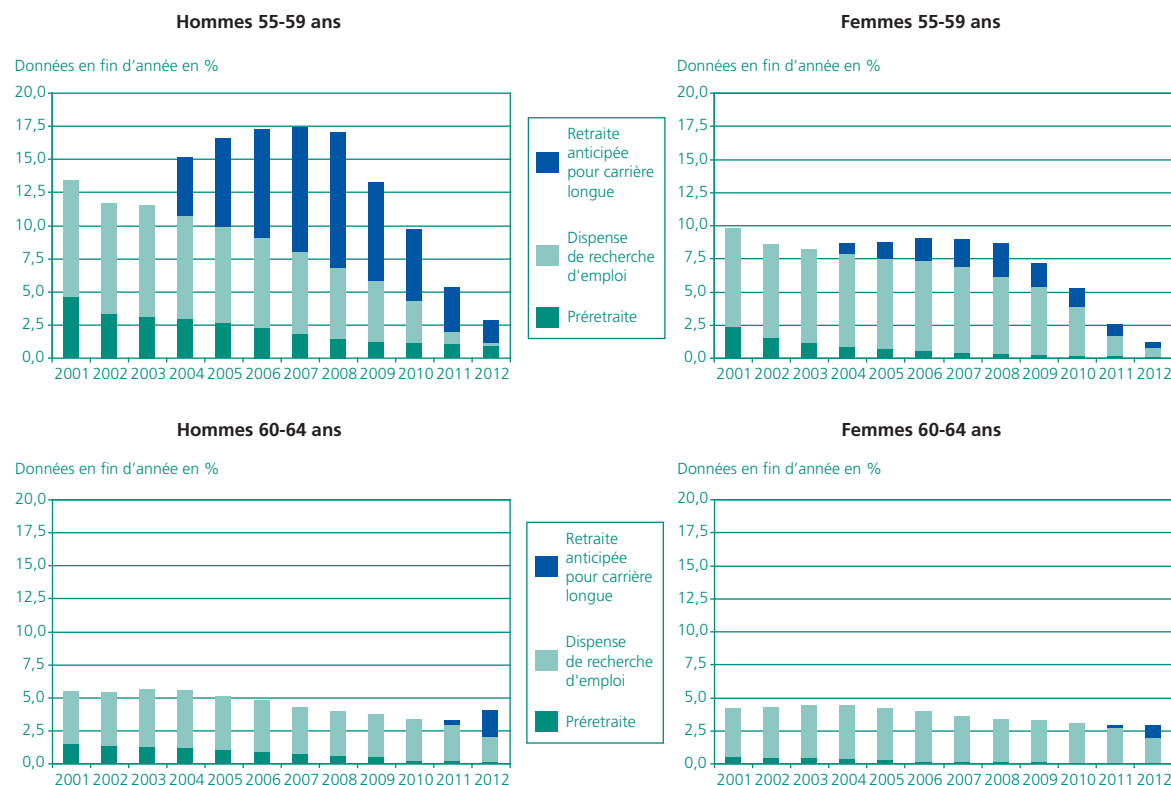 Hommes 55-59 ans
Données en fin d’année en %
20,0
17,5
15,0
12,5
10,0
7,5
5,0
2,5
0,0
2001 2002 2003 2004 2005 2006 2007 2008 2009 2010 2011 2012
Retraite
anticipée
pour carrière
longue
Dispense
de recherche
d'emploi
Préretraite
Femmes 55-59 ans
Données en fin d’année en %
20,0
17,5
15,0
12,5
10,0
7,5
5,0
2,5
0,0
2001 2002 2003 2004 2005 2006 2007 2008 2009 2010 2011 2012
Hommes 60-64 ans
Données en fin d’année en %
20,0
17,5
15,0
12,5
10,0
7,5
5,0
2,5
0,0
2001 2002 2003 2004 2005 2006 2007 2008 2009 2010 2011 2012
Retraite
anticipée
pour carrière
longue
Dispense
de recherche
d'emploi
Préretraite
Femmes 60-64 ans
Données en fin d’année en %
20,0
17,5
15,0
12,5
10,0
7,5
5,0
2,5
0,0
2001 2002 2003 2004 2005 2006 2007 2008 2009 2010 2011 2012